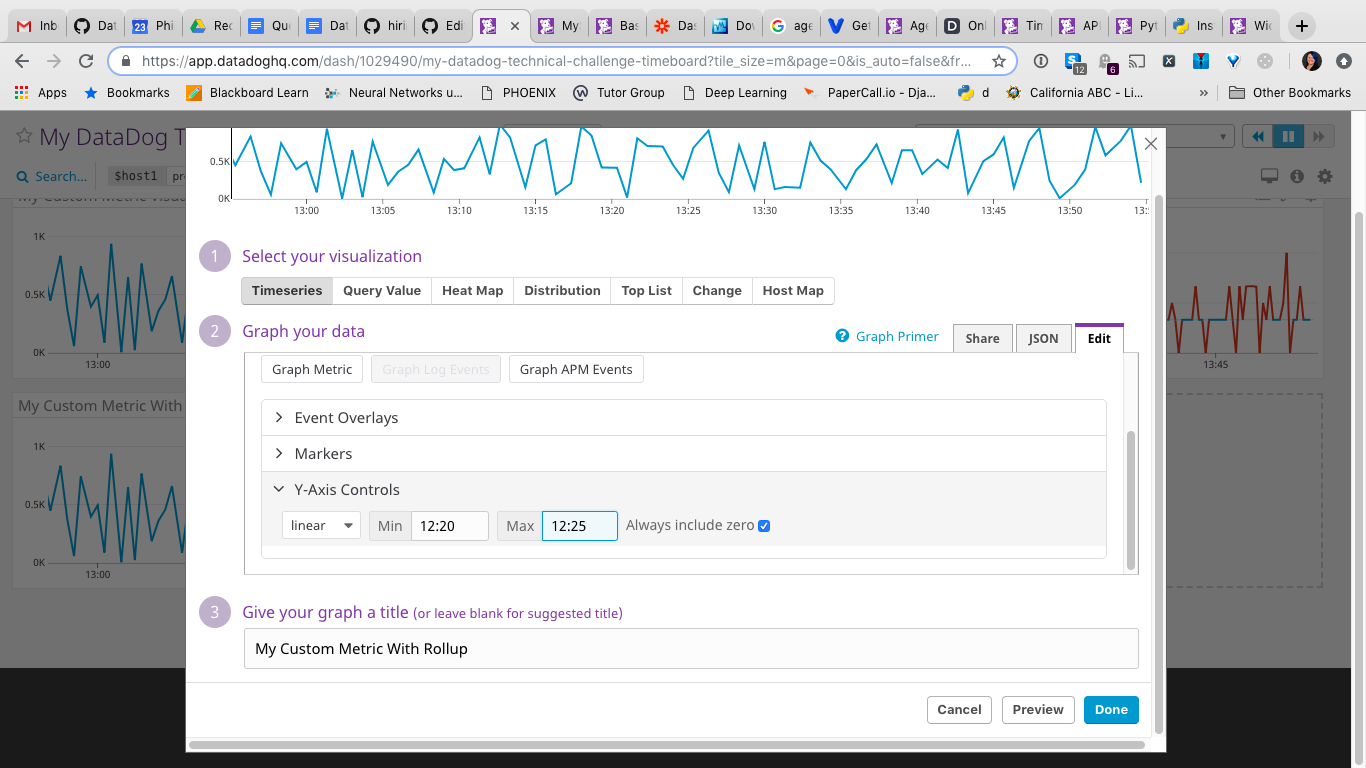 Inb Dat Phi Rec Que Dat hiri Edi My Bas Das Dov age Get Age Onl Tin API Pyt Ins Wic
https://app.datadoghq.com/dash/1029490/my-datadog-technical-challenge-timeboard?tile_size=m&page=0&is_auto=false&fr...
12 6
Apps Bookmarks Blackboard Learn Neural Networks u... PHOENIX Tutor Group Deep Learning PaperCall.io - Dja... d California ABC - Li... » Other Bookmarks
My DataDog T
Search... $host1
0.5K
0K
13:00 13:05 13:10 13:15 13:20 13:25 13:30 13:35 13:40 13:45 13:50
1K
0.5K
0K
13:00
13:45
1 Select your visualization
Timeseries Query Value Heat Map Distribution Top List Change Host Map
2 Graph your data
Graph Primer Share JSON Edit
Graph Metric Graph Log Events Graph APM Events
Event Overlays
Markers
Y-Axis Controls
linear Min 12:20 Max 12:25 Always include zero
My Custom Metric With
1K
0.5K
0K
13:00
3 Give your graph a title (or leave blank for suggested title)
My Custom Metric With Rollup
Cancel Preview Done